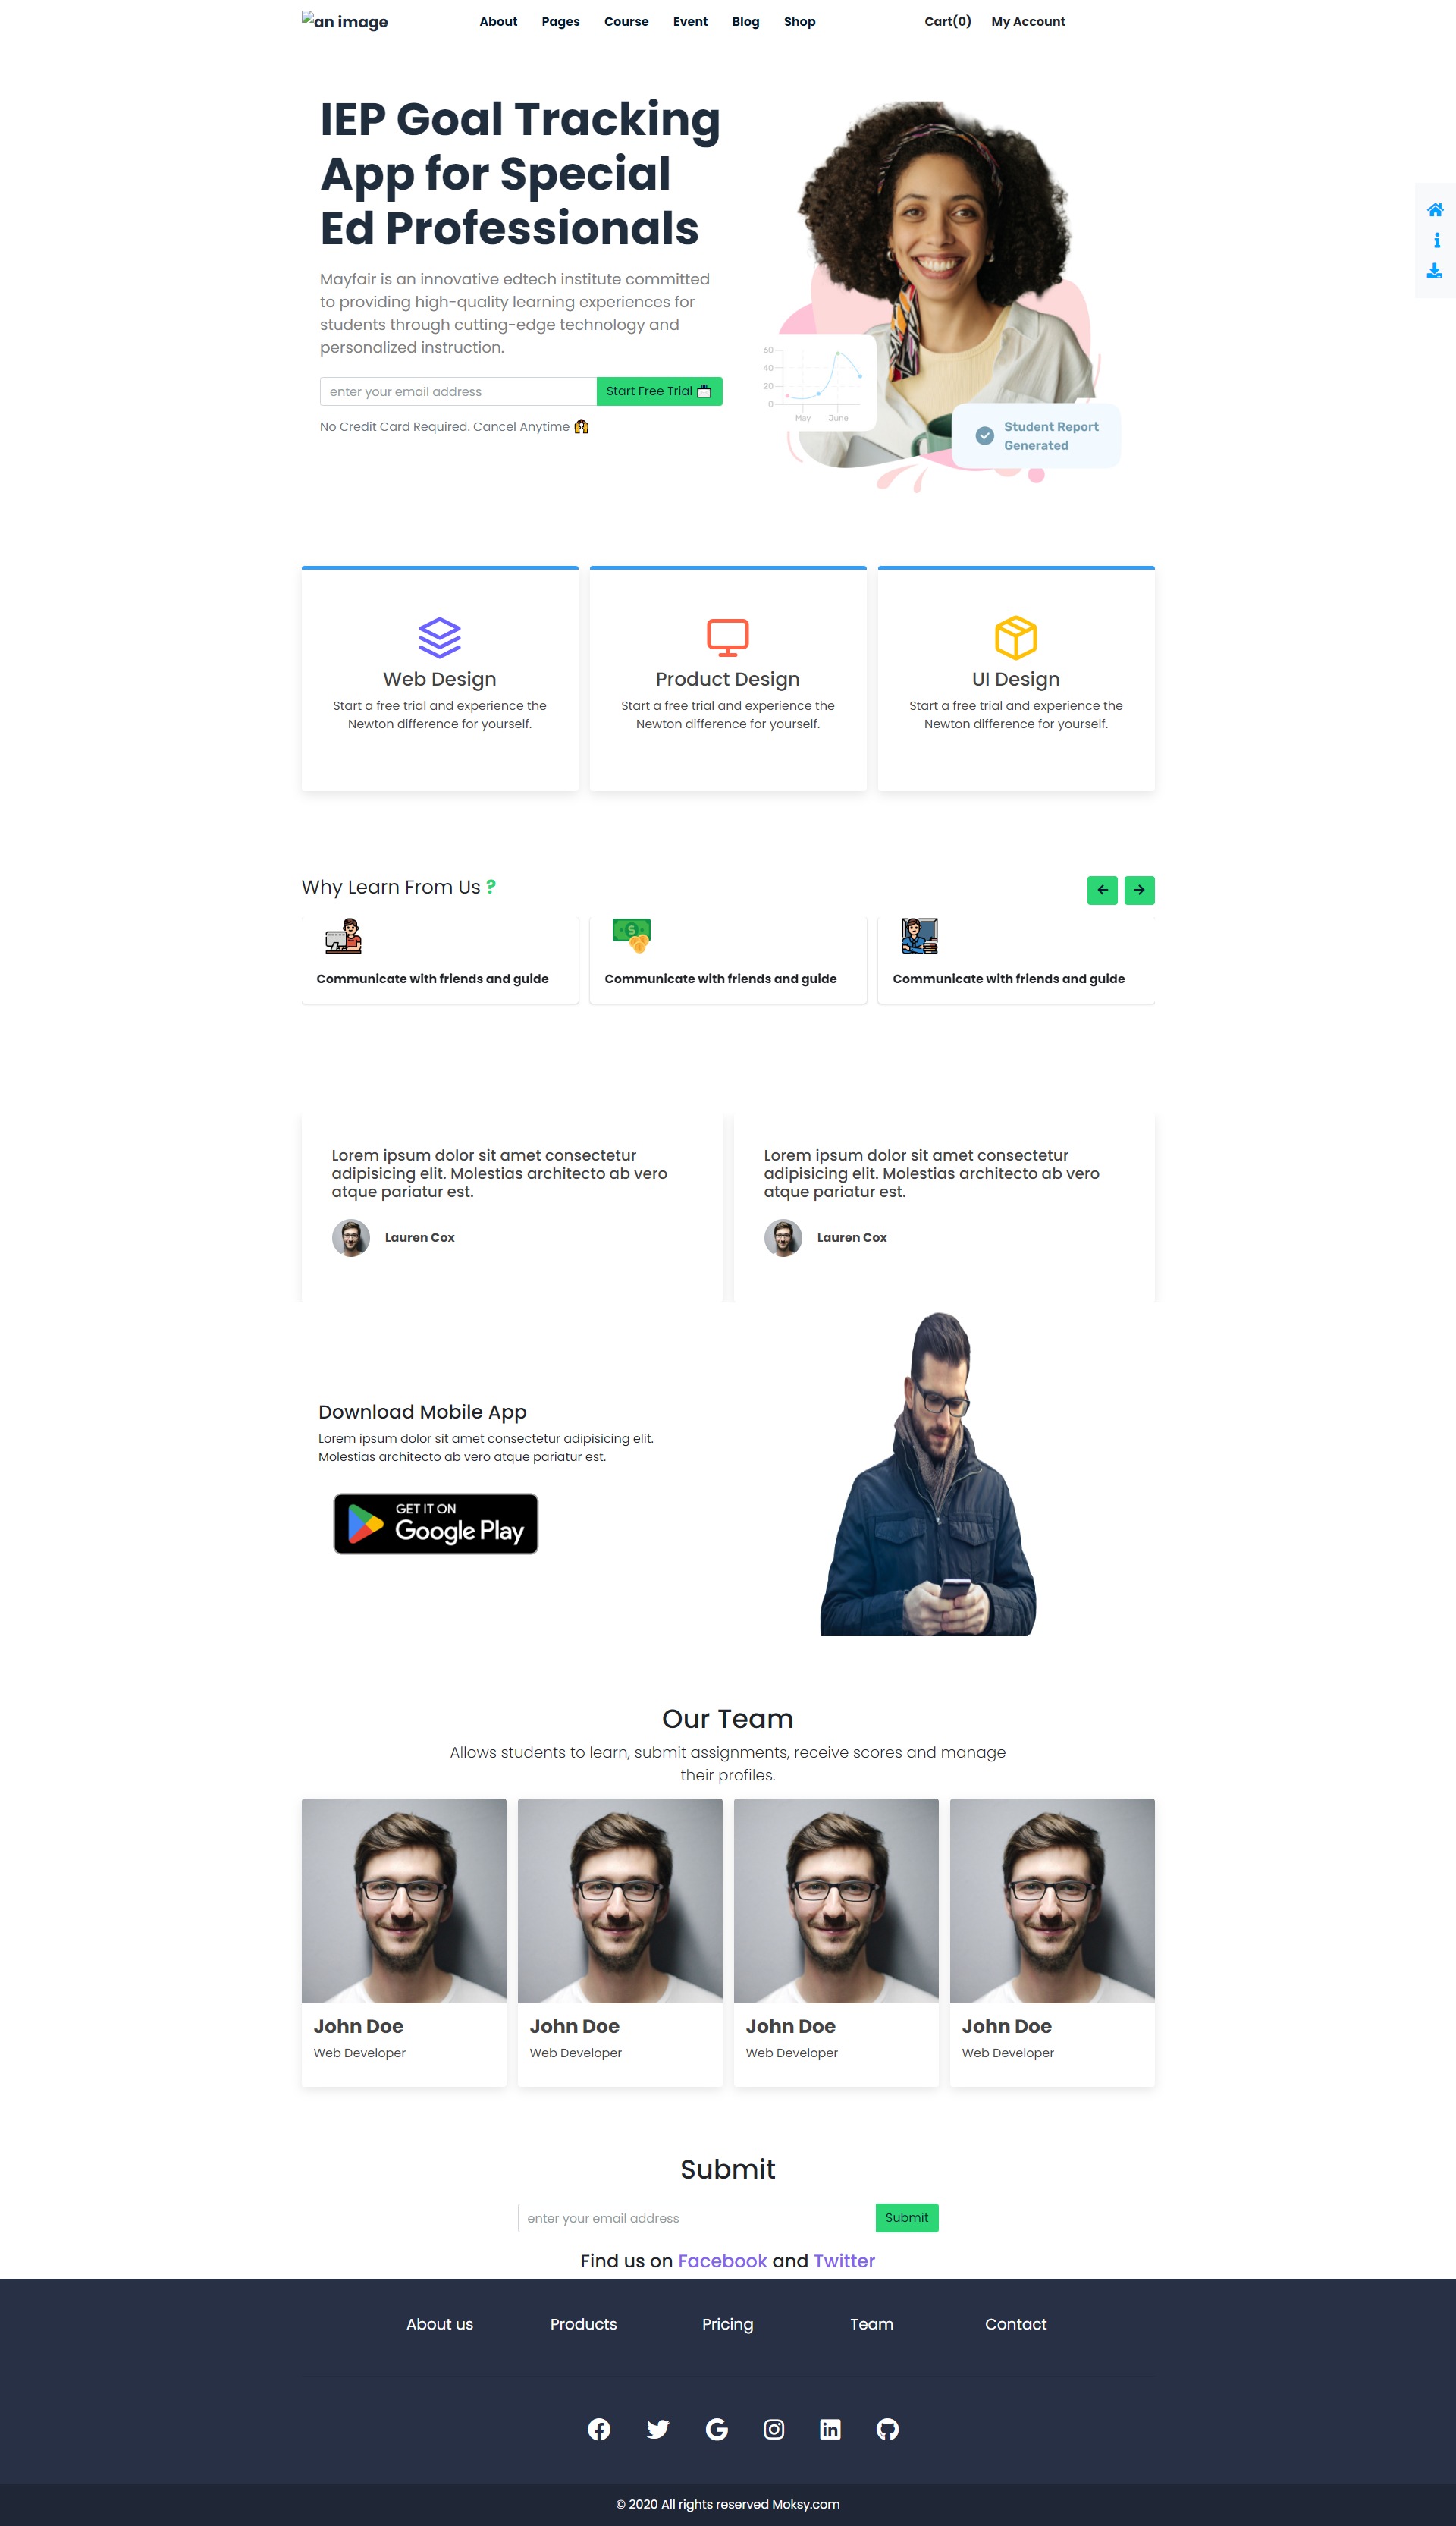 an image
About Pages Course Event Blog Shop Cart(0) My Account
IEP Goal Tracking
App for Special
Ed Professionals
Mayfair is an innovative edtech institute committed
to providing high-quality learning experiences for
students through cutting-edge technology and
personalized instruction.
enter your email address Start Free Trial
No Credit Card Required. Cancel Anytime
60
40
20
0
May June
Student Report
Generated
Web Design
Start a free trial and experience the
Newton difference for yourself.
Product Design
Start a free trial and experience the
Newton difference for yourself.
UI Design
Start a free trial and experience the
Newton difference for yourself.
Why Learn From Us ?
Communicate with friends and guide
Communicate with friends and guide
Communicate with friends and guide
Lorem ipsum dolor sit amet consectetur
adipisicing elit. Molestias architecto ab vero
atque pariatur est.
Lauren Cox
Lorem ipsum dolor sit amet consectetur
adipisicing elit. Molestias architecto ab vero
atque pariatur est.
Lauren Cox
Download Mobile App
Lorem ipsum dolor sit amet consectetur adipisicing elit.
Molestias architecto ab vero atque pariatur est.
GET IT ON
Google Play
Our Team
Allows students to learn, submit assignments, receive scores and manage
their profiles.
John Doe
Web Developer
John Doe
Web Developer
John Doe
Web Developer
John Doe
Web Developer
Submit
enter your email address Submit
Find us on Facebook and Twitter
About us Products Pricing Team Contact
© 2020 All rights reserved Moksy.com